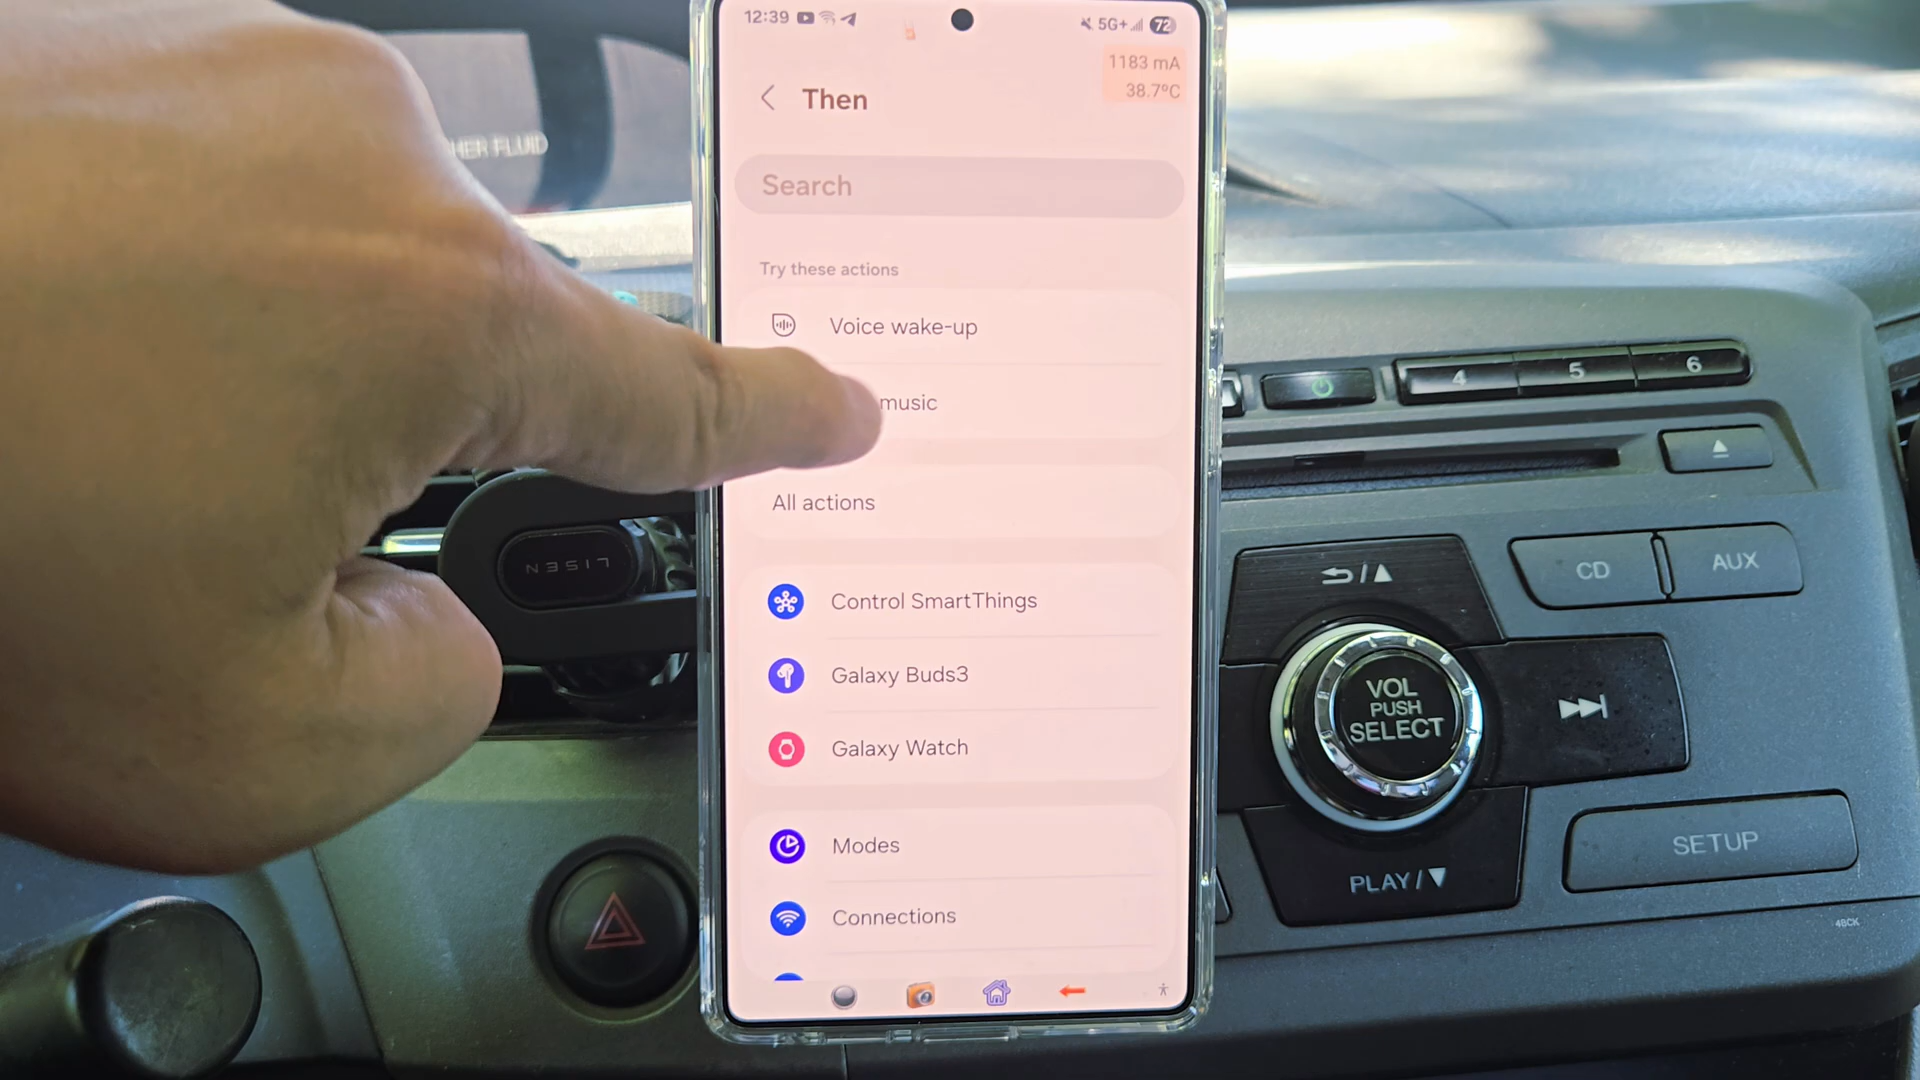 12:39
5G+ 72
1183 mA
38.7°C
Then
HER FLUID
Search
Try these actions
Voice wake-up
music
All actions
Control SmartThings
Galaxy Buds3
Galaxy Watch
Modes
Connections
LISEN
4
5
6
CD
AUX
VOL
PUSH
SELECT
SETUP
PLAY/
48CK